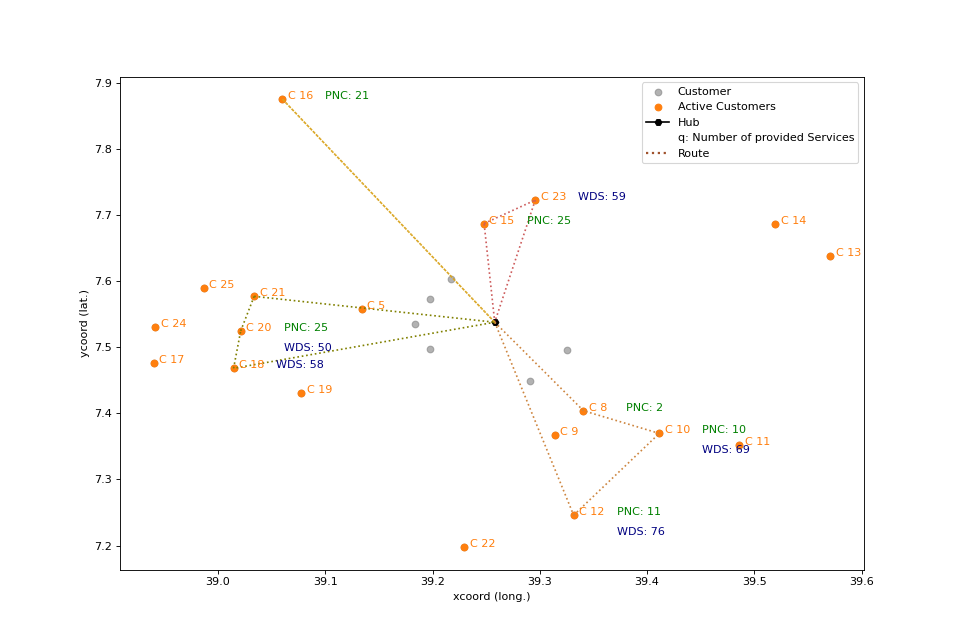 7.9
7.8
7.7
7.6
7.5
7.4
7.3
7.2
ycoord (lat.)
39.0
39.1
39.2
39.3
39.4
39.5
39.6
xcoord (long.)
Customer
Active Customers
Hub
q: Number of provided Services
Route
C 16 PNC: 21
C 23 WDS: 59
C 15 PNC: 25
C 14
C 13
C 25
C 21
C 5
C 24
C 20 PNC: 25
WDS: 50
C 17
C 18 WDS: 58
C 19
C 8 PNC: 2
C 9
C 10 PNC: 10
WDS: 69
C 11
C 12 PNC: 11
WDS: 76
C 22